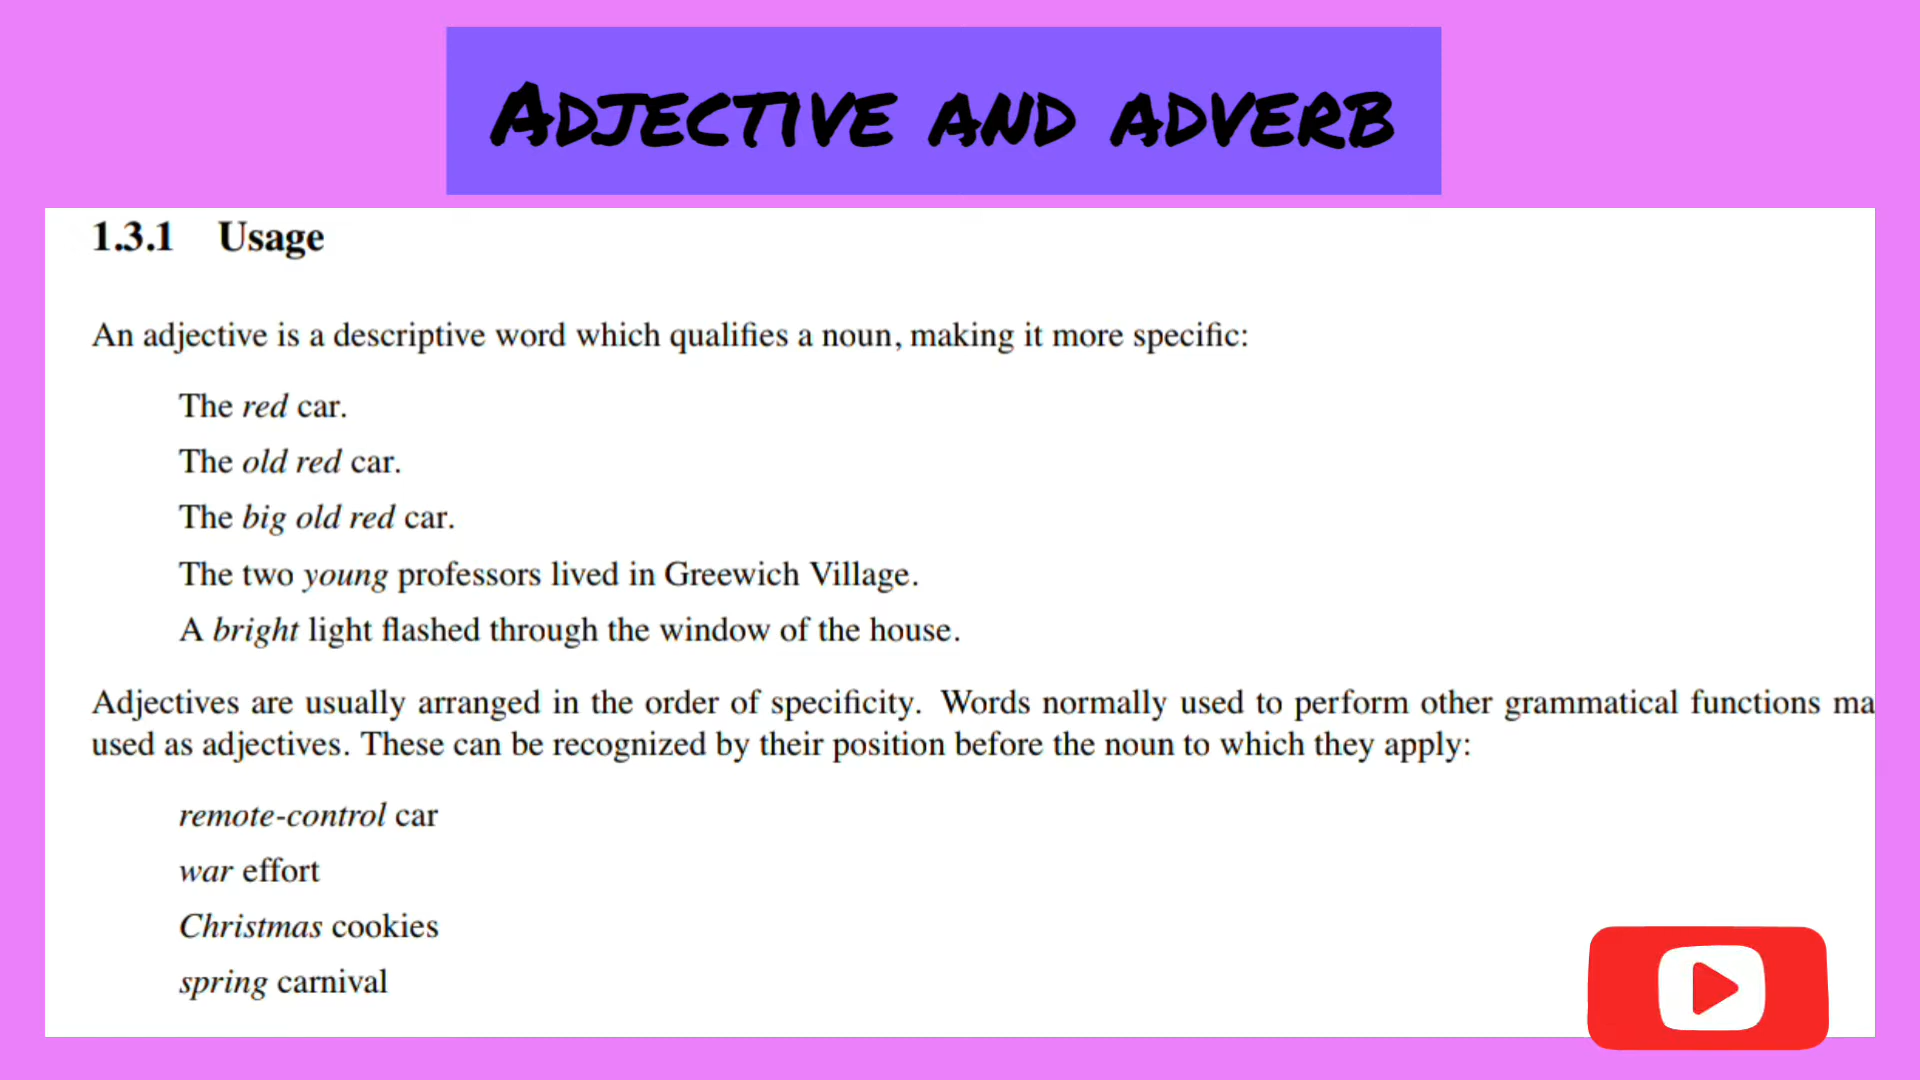 ADJECTIVE AND ADVERB
1.3.1 Usage
An adjective is a descriptive word which qualifies a noun, making it more specific:
The red car.
The old red car.
The big old red car.
The two young professors lived in Greewich Village.
A bright light flashed through the window of the house.
Adjectives are usually arranged in the order of specificity. Words normally used to perform other grammatical functions ma
used as adjectives. These can be recognized by their position before the noun to which they apply:
remote-control car
war effort
Christmas cookies
spring carnival